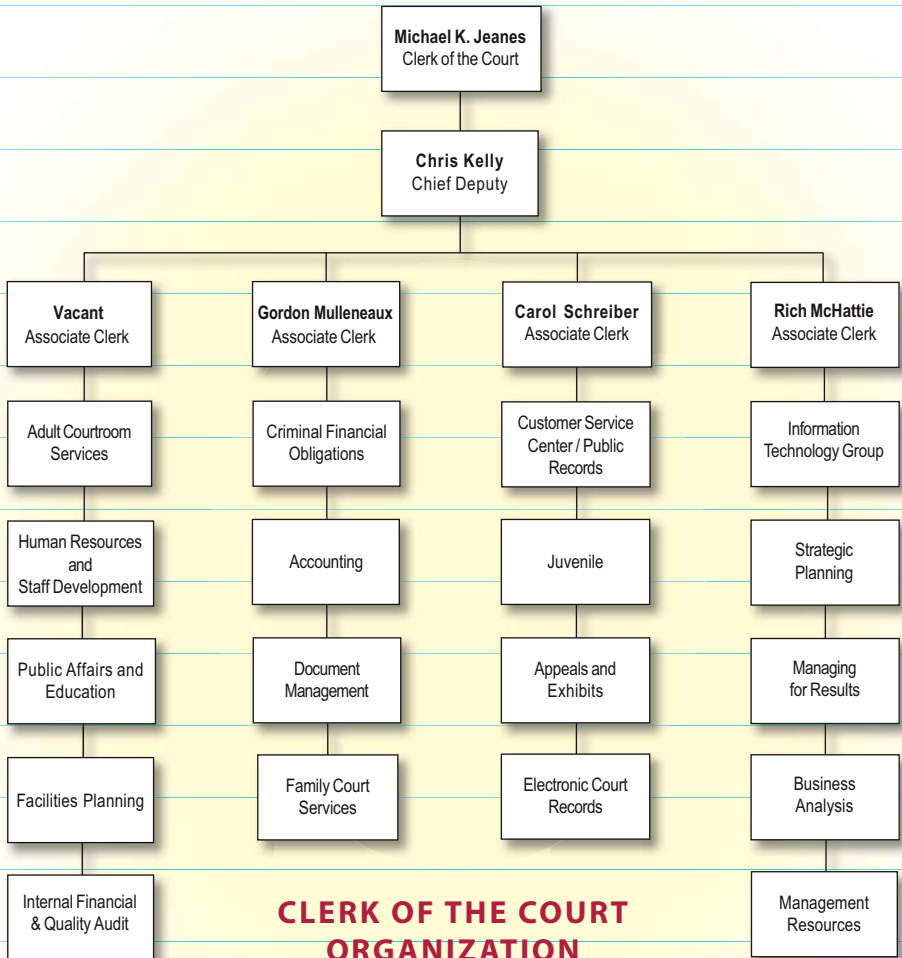 Michael K. Jeanes
Clerk of the Court
Chris Kelly
Chief Deputy
Vacant
Associate Clerk
Gordon Mulleneaux
Associate Clerk
Carol Schreiber
Associate Clerk
Rich McHattie
Associate Clerk
Adult Courtroom
Services
Criminal Financial
Obligations
Customer Service
Center / Public
Records
Information
Technology Group
Human Resources
and
Staff Development
Accounting
Juvenile
Strategic
Planning
Public Affairs and
Education
Document
Management
Appeals and
Exhibits
Managing
for Results
Facilities Planning
Family Court
Services
Electronic Court
Records
Business
Analysis
Internal Financial
& Quality Audit
Management
Resources
CLERK OF THE COURT
ORGANIZATION